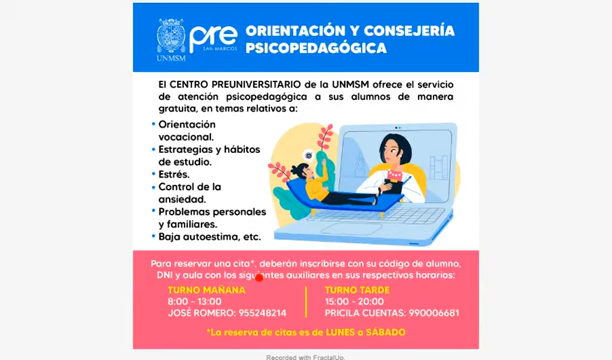 UNMSM
pre
SAN MARCOS
ORIENTACIÓN Y CONSEJERÍA
PSICOPEDAGÓGICA
El CENTRO PREUNIVERSITARIO de la UNMSM ofrece el servicio
de atención psicopedagógica a sus alumnos de manera
gratuita, en temas relativos a:
• Orientación
vocacional.
• Estrategias y hábitos
de estudio.
• Estrés.
• Control de la
ansiedad.
• Problemas personales
y familiares.
• Baja autoestima, etc.
Para reservar una cita*, deberán inscribirse con su código de alumno,
DNI y aula con los siguientes auxiliares en sus respectivos horarios:
TURNO MAÑANA
8:00 - 13:00
JOSÉ ROMERO: 955248214
TURNO TARDE
15:00 - 20:00
PRICILA CUENTAS: 990006681
*La reserva de citas es de LUNES a SÁBADO
Recorded with FractalUp.